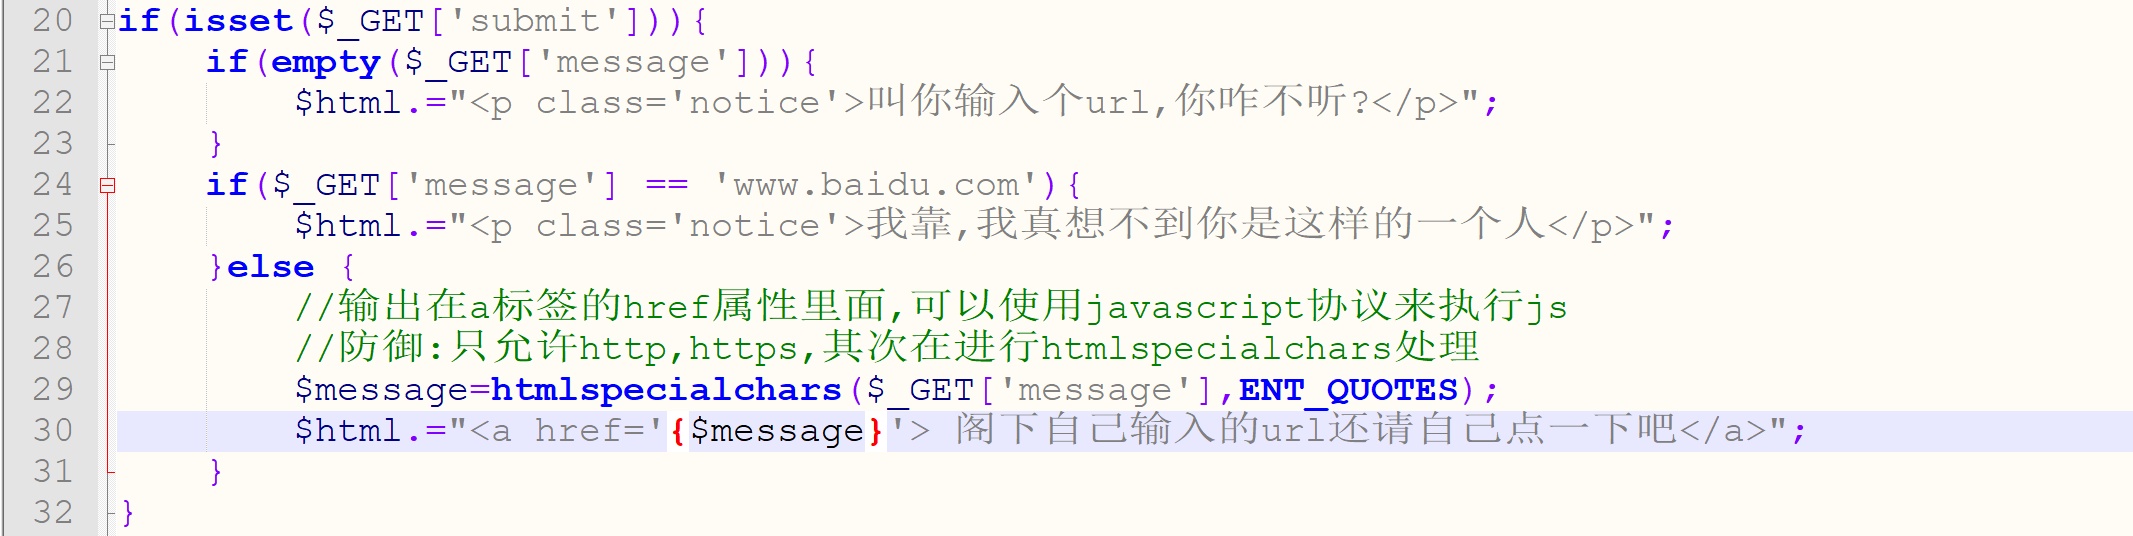 20 if(isset($_GET['submit'])){
21 if(empty($_GET['message'])){
22 $html.="<p class='notice'>叫你输入个url,你咋不听?</p>";
23 }
24 if($_GET['message'] == 'www.baidu.com'){
25 $html.="<p class='notice'>我靠,我真想不到你是这样的一个人</p>";
26 }else {
27 //输出在a标签的href属性里面,可以使用javascript协议来执行js
28 //防御:只允许http,https,其次在进行htmlspecialchars处理
29 $message=htmlspecialchars($_GET['message'],ENT_QUOTES);
30 $html.="<a href='{$message}'> 阁下自己输入的url还请自己点一下吧</a>";
31 }
32 }